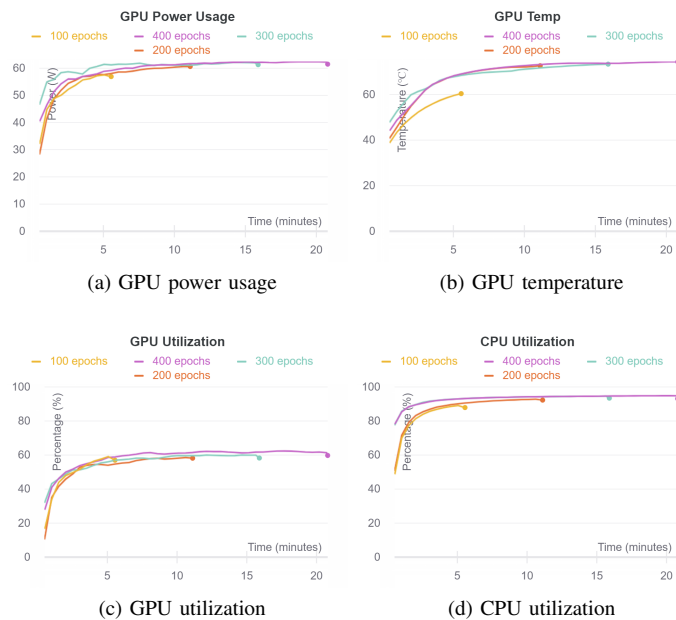 GPU Power Usage
100 epochs 400 epochs 300 epochs
200 epochs
60
50
40
30
20
10
0
Power (W)
Time (minutes)
5 10 15 20
(a) GPU power usage
GPU Temp
100 epochs 400 epochs 300 epochs
200 epochs
60
40
20
0
Temperature (℃)
Time (minutes)
5 10 15 20
(b) GPU temperature
GPU Utilization
100 epochs 400 epochs 300 epochs
200 epochs
100
80
60
40
20
0
Percentage (%)
Time (minutes)
5 10 15 20
(c) GPU utilization
CPU Utilization
100 epochs 400 epochs 300 epochs
200 epochs
100
80
60
40
20
0
Percentage (%)
Time (minutes)
5 10 15 20
(d) CPU utilization